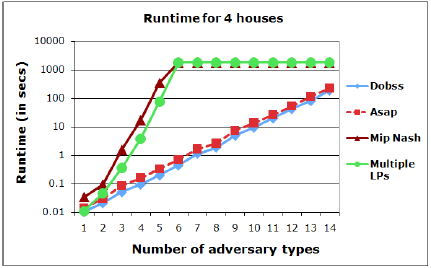 Runtime for 4 houses
Runtime (in secs)
10000
1000
100
10
1
0.1
0.01
1 2 3 4 5 6 7 8 9 10 11 12 13 14
Number of adversary types
Dobss
Asap
Mip Nash
Multiple
LPs